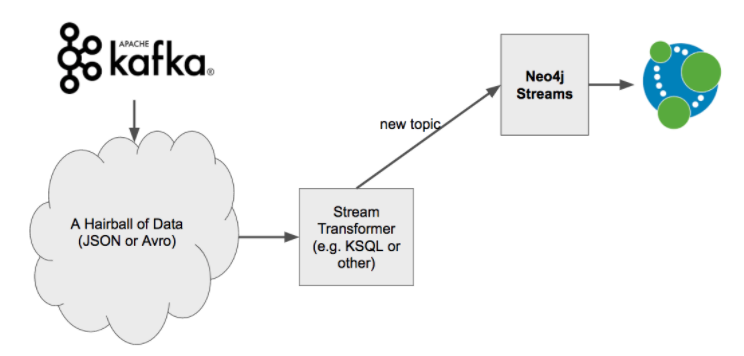 APACHE
kafka®
Neo4j
Streams
new topic
A Hairball of Data
(JSON or Avro)
Stream
Transformer
(e.g. KSQL or
other)